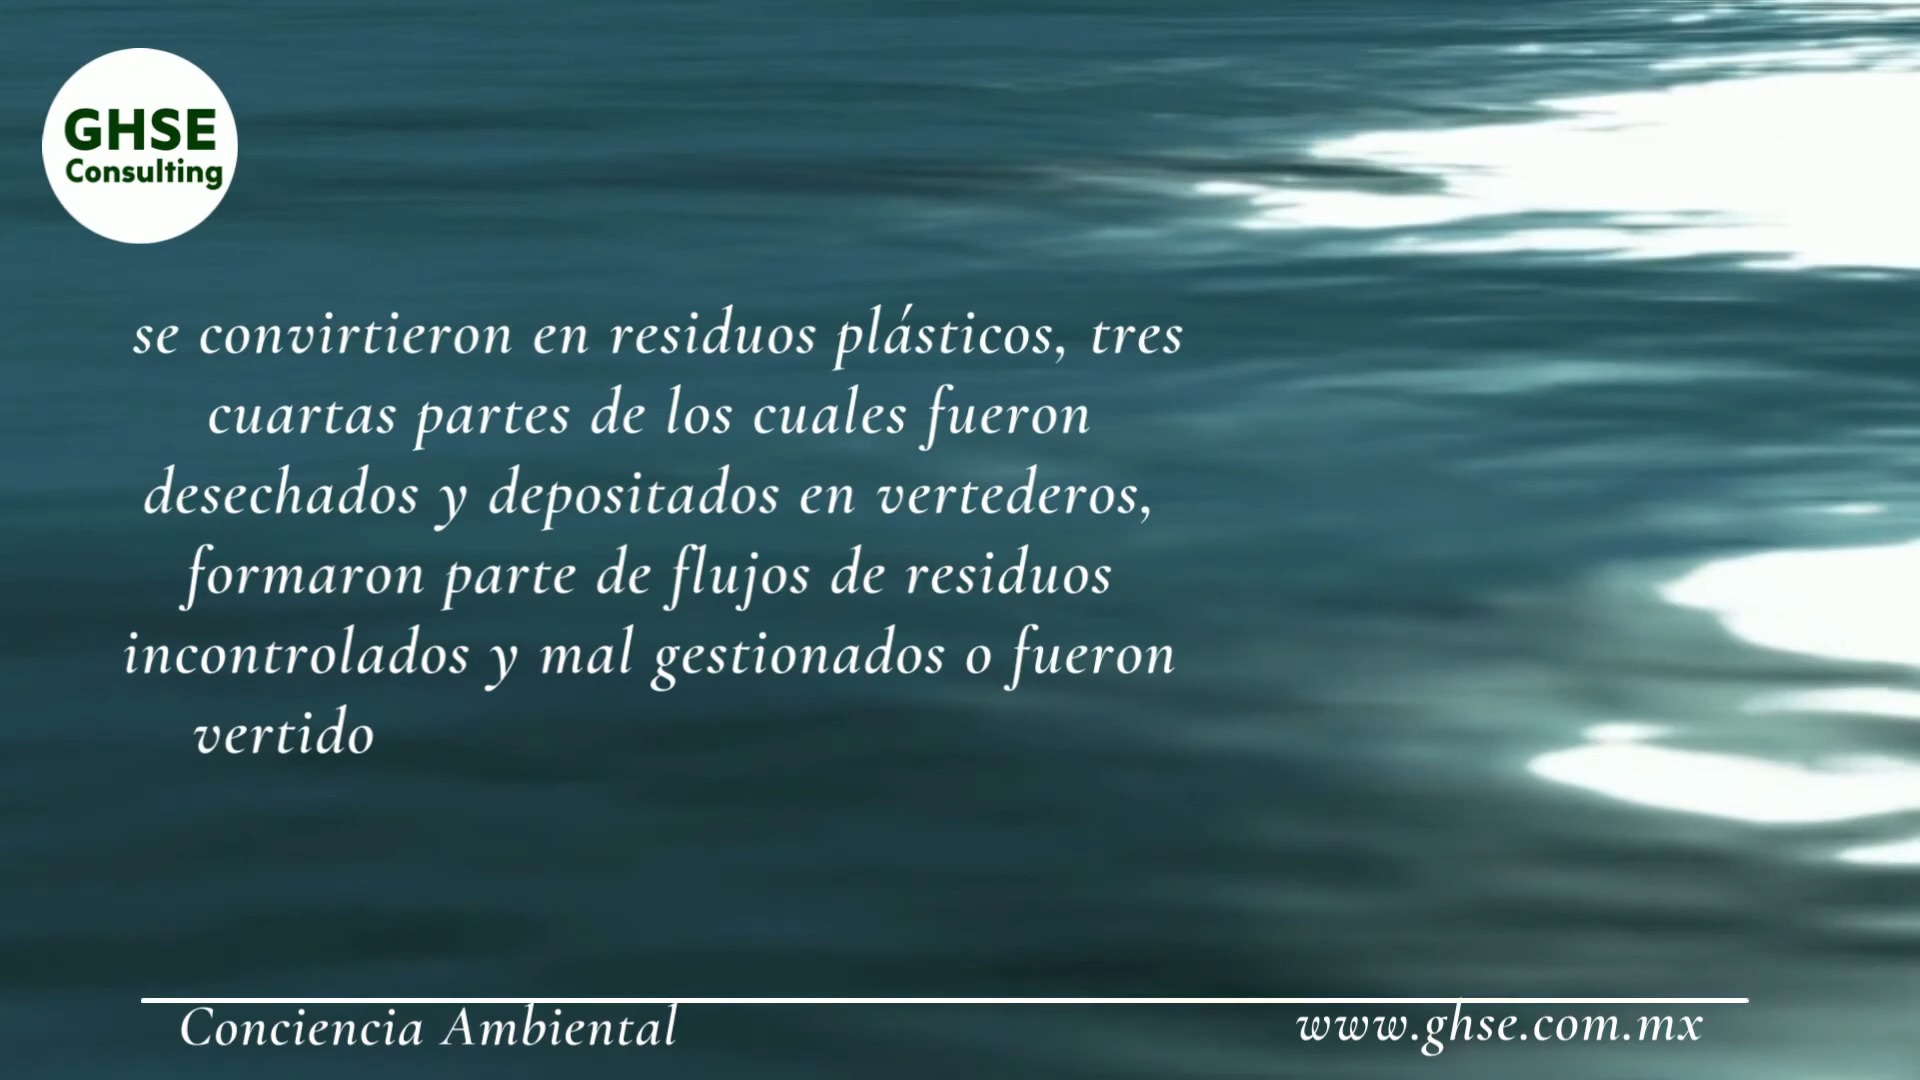 GHSE
Consulting
se convirtieron en residuos plásticos, tres
cuartas partes de los cuales fueron
desechados y depositados en vertederos,
formaron parte de flujos de residuos
incontrolados y mal gestionados o fueron
vertido
Conciencia Ambiental
www.ghse.com.mx